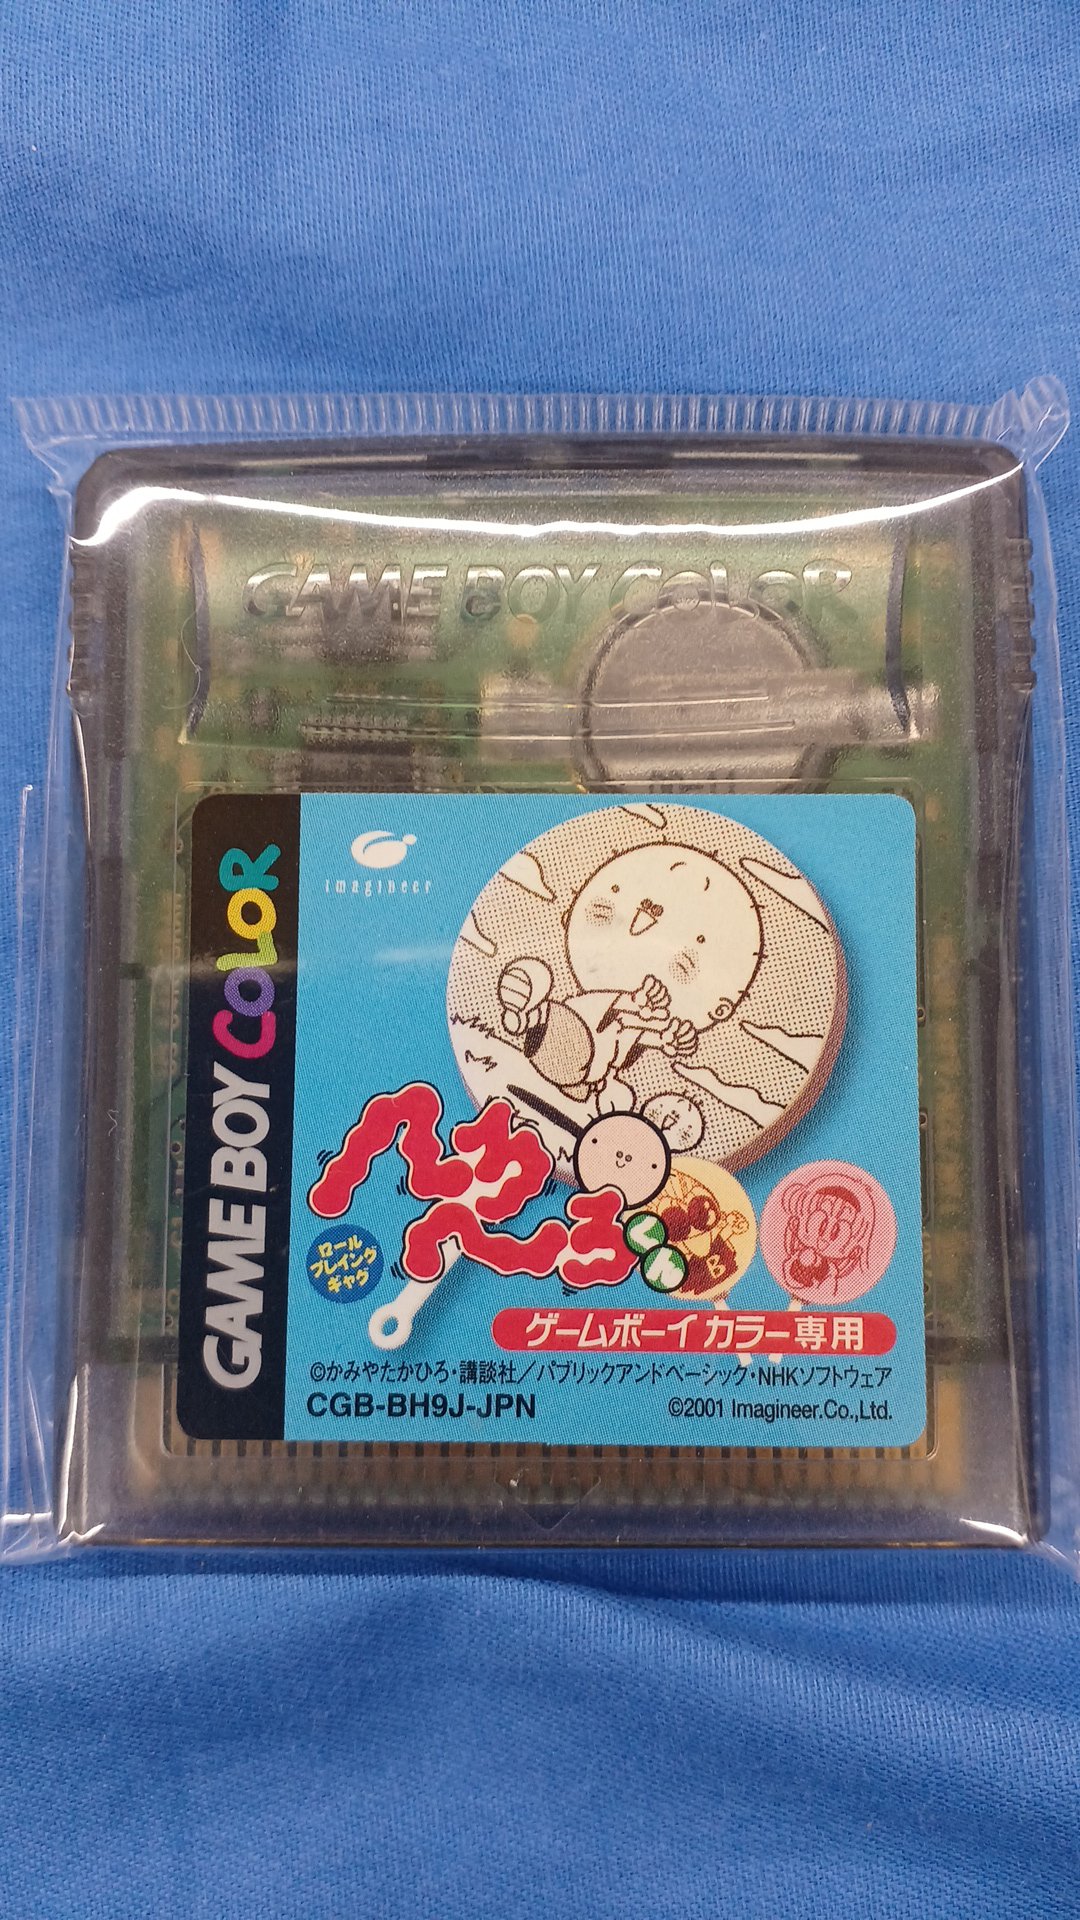 GAME BOY COLOR
GAME BOY COLOR
imagineer
へろへろくん
ロール
プレイング
ギャグ
B
ゲームボーイカラー専用
©かみやたかひろ・講談社/パブリックアンドベーシック・NHKソフトウェア
CGB-BH9J-JPN
©2001 Imagineer.Co.,Ltd.